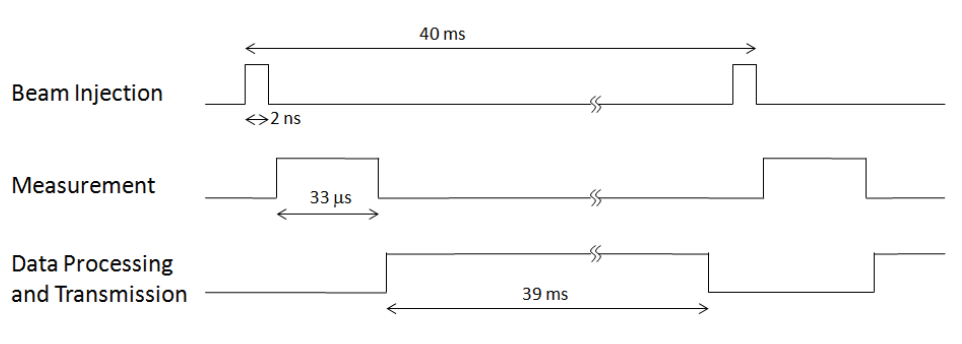 40 ms
Beam Injection
2 ns
Measurement
33 μs
Data Processing
and Transmission
39 ms